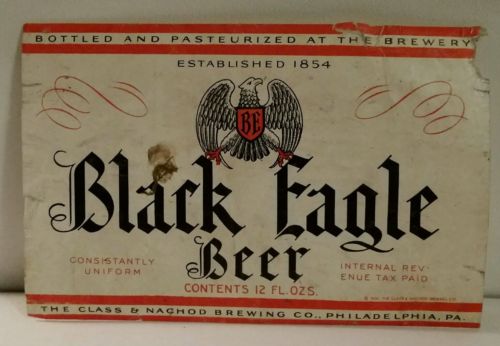 BOTTLED AND PASTEURIZED AT THE BREWERY
ESTABLISHED 1854
BE
Black Eagle
Beer
CONSISTANTLY
UNIFORM
INTERNAL REV-
ENUE TAX PAID
CONTENTS 12 FL. OZS.
THE CLASS & NACHOD BREWING CO., PHILADELPHIA, PA.